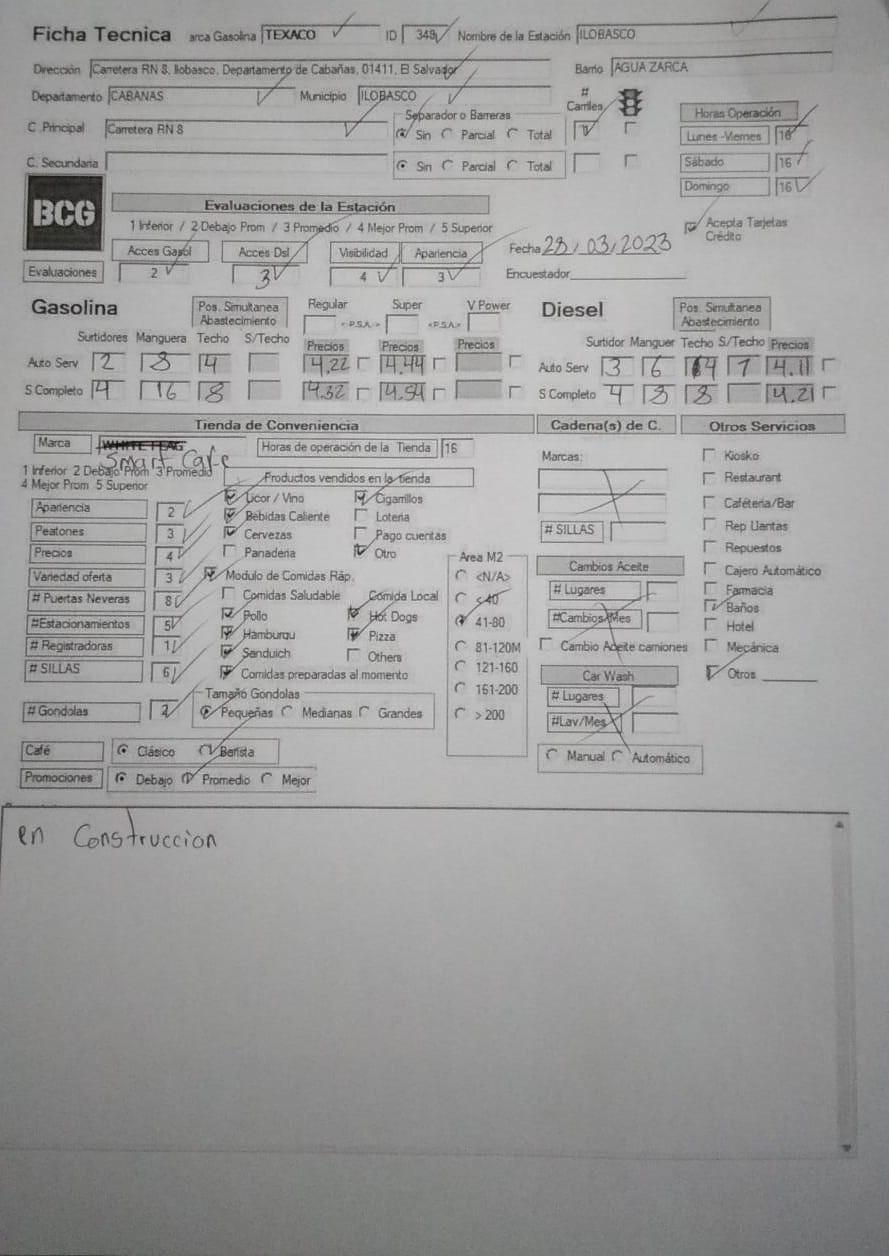 Ficha Tecnica arca Gasolina TEXACO ID 348 Nombre de la Estación ILOBASCO
Dirección Carretera RN 8, Ilobasco, Departamento de Cabañas, 01411, El Salvador Barrio AGUA ZARCA
Departamento CABANAS Municipio ILOBASCO # Carriles
Separador o Barreras Horas Operación
C Principal Carretera RN 8 Sin Parcial Total Lunes -Viernes 16
C. Secundaria Sin Parcial Total Sábado 16
Domingo 16
BCG Evaluaciones de la Estación
1 Inferior / 2 Debajo Prom / 3 Promedio / 4 Mejor Prom / 5 Superior Acepta Tarjetas Crédito
Acces Gasol Acces Dsl Visibilidad Apariencia Fecha 28/03/2023
Evaluaciones 2 3 4 3 Encuestador
Gasolina Pos. Simultanea Abastecimiento Regular Super V Power Diesel Pos. Simultanea Abastecimiento
<-P.S.A.-> <P.S.A.>
Surtidores Manguera Techo S/Techo Precios Precios Precios Surtidor Manguer Techo S/Techo Precios
Auto Serv 2 8 4 4.22 4.44 Auto Serv 3 6 4 1 4.11
S Completo 4 16 8 4.32 4.54 S Completo 4 8 8 4.21
Tienda de Conveniencia Cadena(s) de C. Otros Servicios
Marca WHITE TEAG Horas de operación de la Tienda 16 Marcas: Kiosko
Smart Cafe
1 Inferior 2 Debajo Prom 3 Promedio Productos vendidos en la tienda Restaurant
4 Mejor Prom 5 Superior
Apariencia 2 Licor / Vino Cigarrillos Cafétería/Bar
Bebidas Caliente Loteria
Peatones 3 Cervezas Pago cuentas # SILLAS Rep Llantas
Precios 4 Panaderia Otro Area M2 Repuestos
Variedad oferta 3 Modulo de Comidas Ráp. <N/A> Cambios Aceite Cajero Automático
# Puertas Neveras 8 Comidas Saludable Comida Local < 40 # Lugares Farmacia
Pollo Hot Dogs 41-80 Baños
#Estacionamientos 5 Hamburgu Pizza #Cambios/Mes Hotel
# Registradoras 1 Sanduich Others 81-120M Cambio Aceite camiones Mecánica
# SILLAS 6 Comidas preparadas al momento 121-160 Car Wash Otros
Tamaño Gondolas 161-200 # Lugares
# Gondolas 2 Pequeñas Medianas Grandes > 200 #Lav/Mes
Café Clásico Barista Manual Automático
Promociones Debajo Promedio Mejor
en Construccion